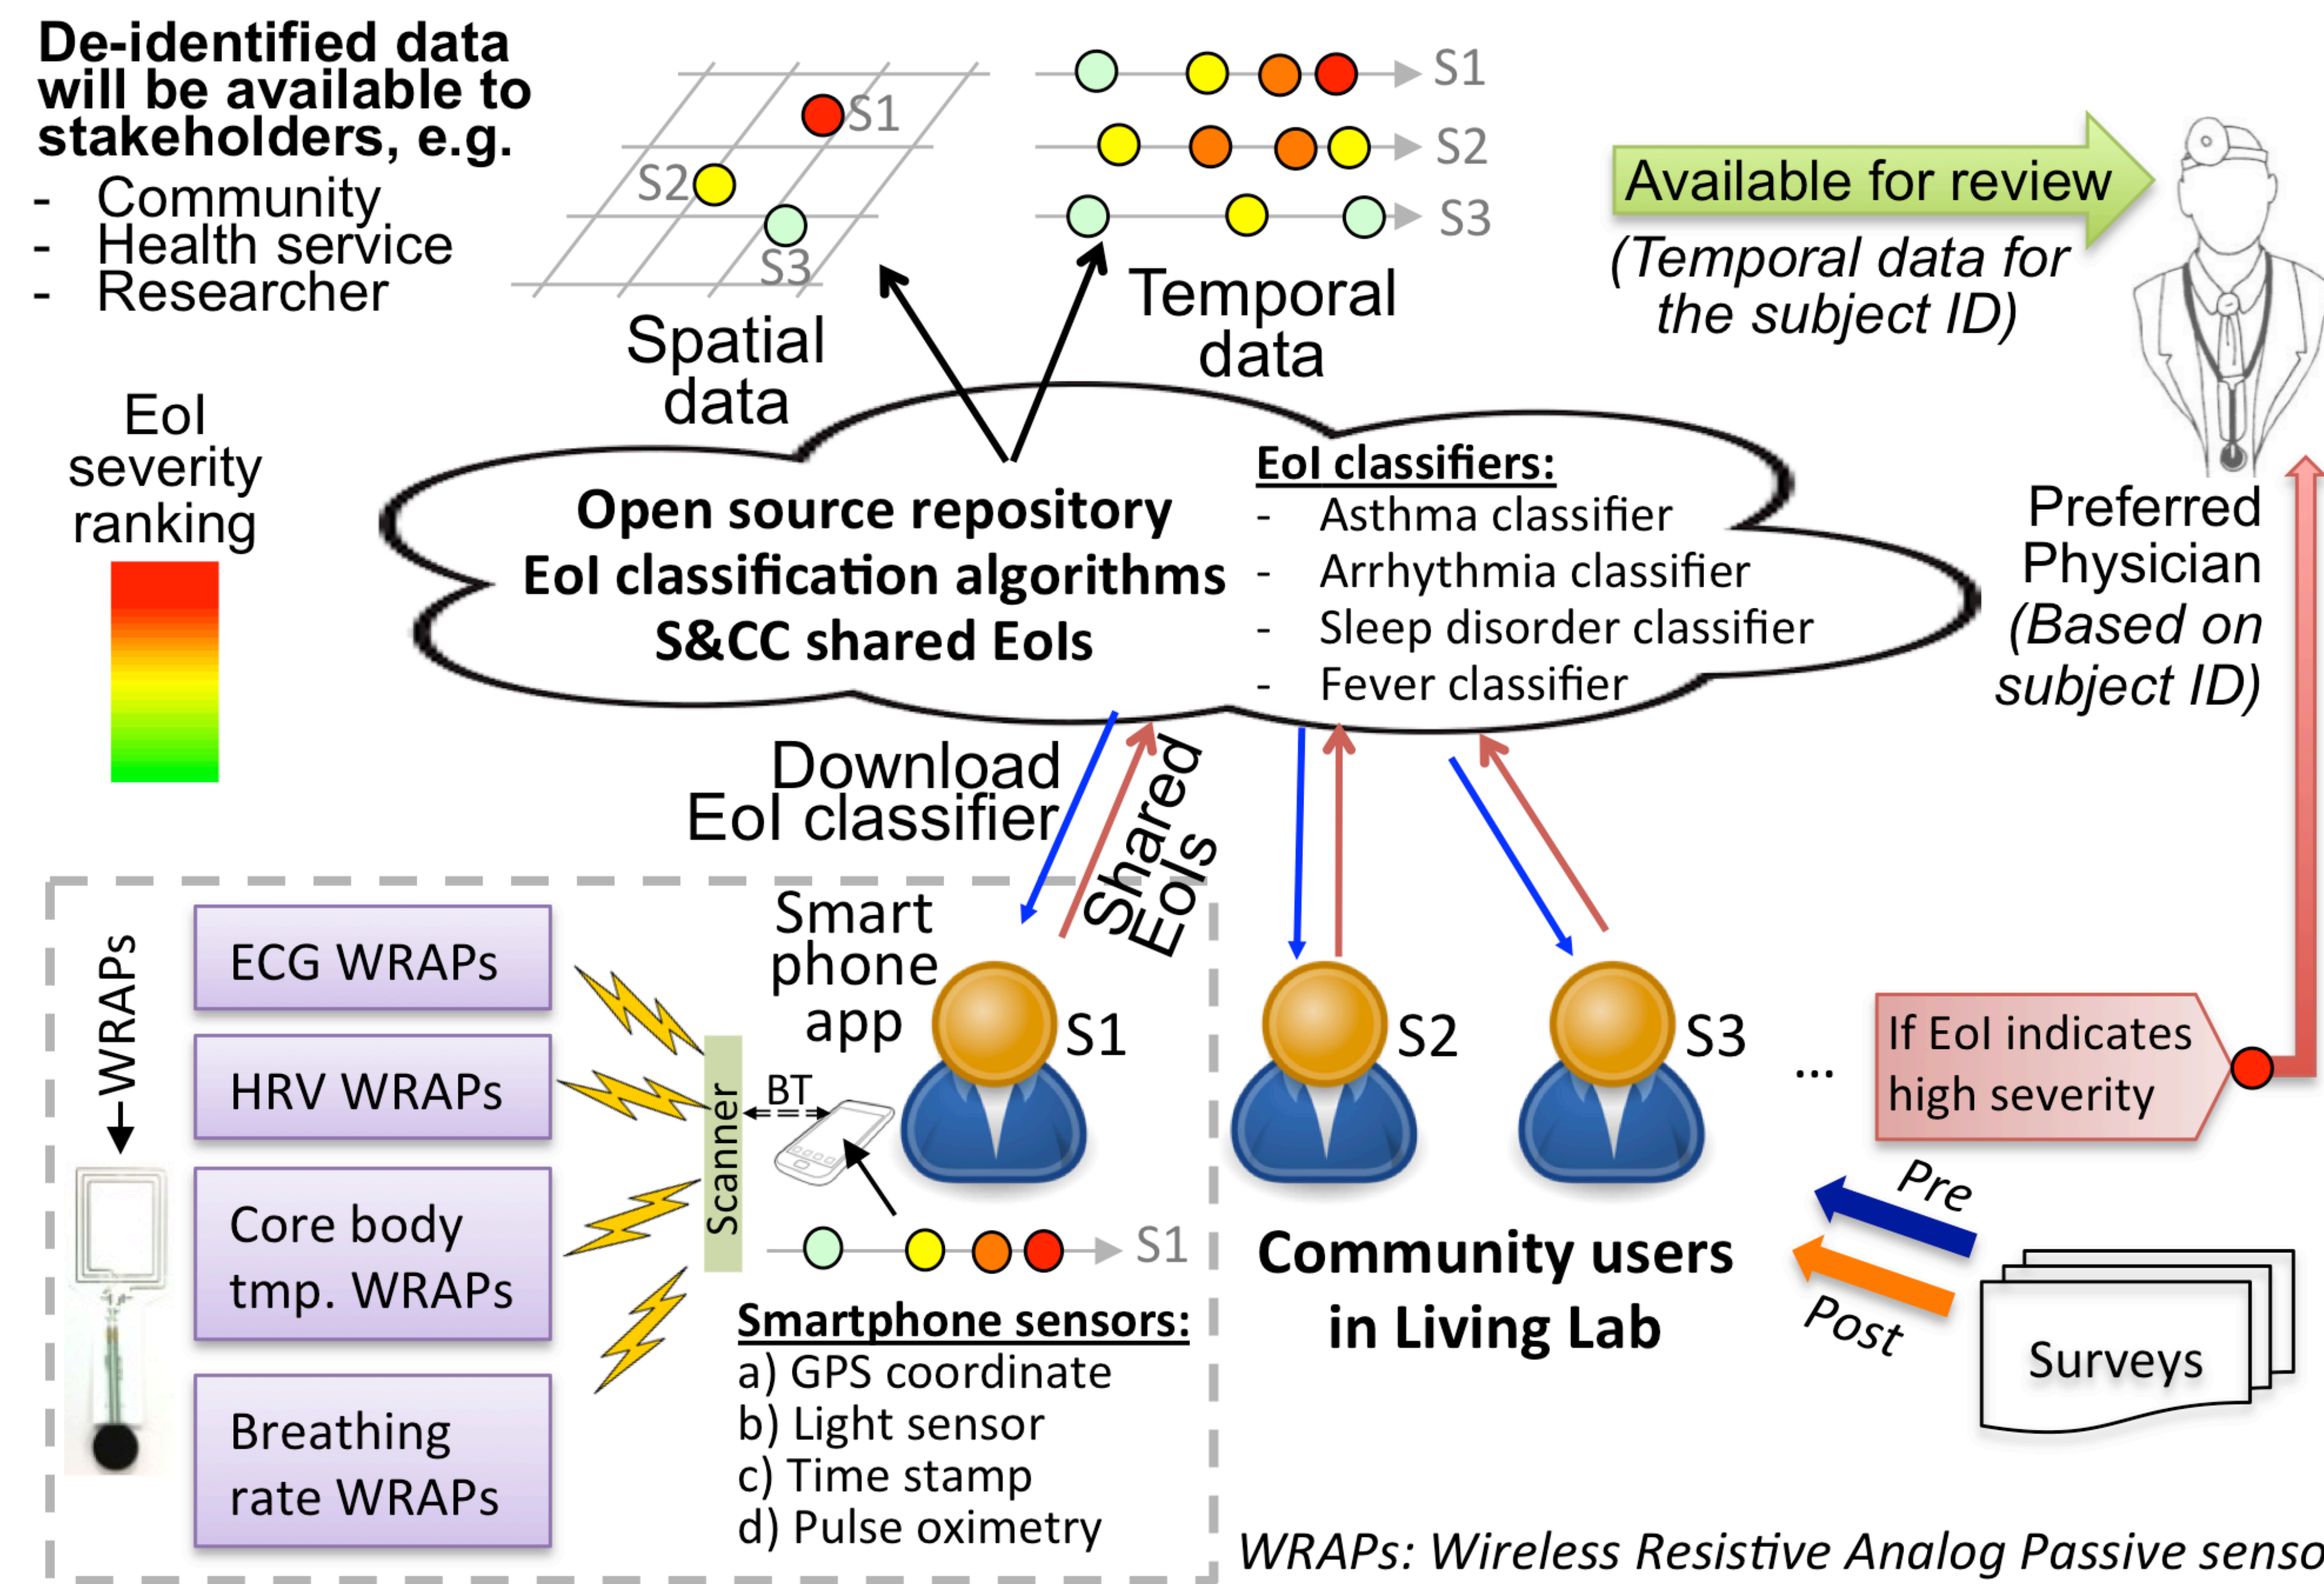 De-identified data
will be available to
stakeholders, e.g.
- Community
- Health service
- Researcher
S1
S2
S3
Spatial
data
S1
S2
S3
Temporal
data
Available for review
(Temporal data for
the subject ID)
EoI
severity
ranking
Open source repository
EoI classification algorithms
S&CC shared EoIs
EoI classifiers:
- Asthma classifier
- Arrhythmia classifier
- Sleep disorder classifier
- Fever classifier
Preferred
Physician
(Based on
subject ID)
Download
EoI classifier
Shared
EoIs
WRAPs
ECG WRAPs
HRV WRAPs
Core body
tmp. WRAPs
Breathing
rate WRAPs
Scanner
BT
Smart
phone
app
S1
S1
Smartphone sensors:
a) GPS coordinate
b) Light sensor
c) Time stamp
d) Pulse oximetry
S2
S3
...
Community users
in Living Lab
If EoI indicates
high severity
Pre
Post
Surveys
WRAPs: Wireless Resistive Analog Passive senso